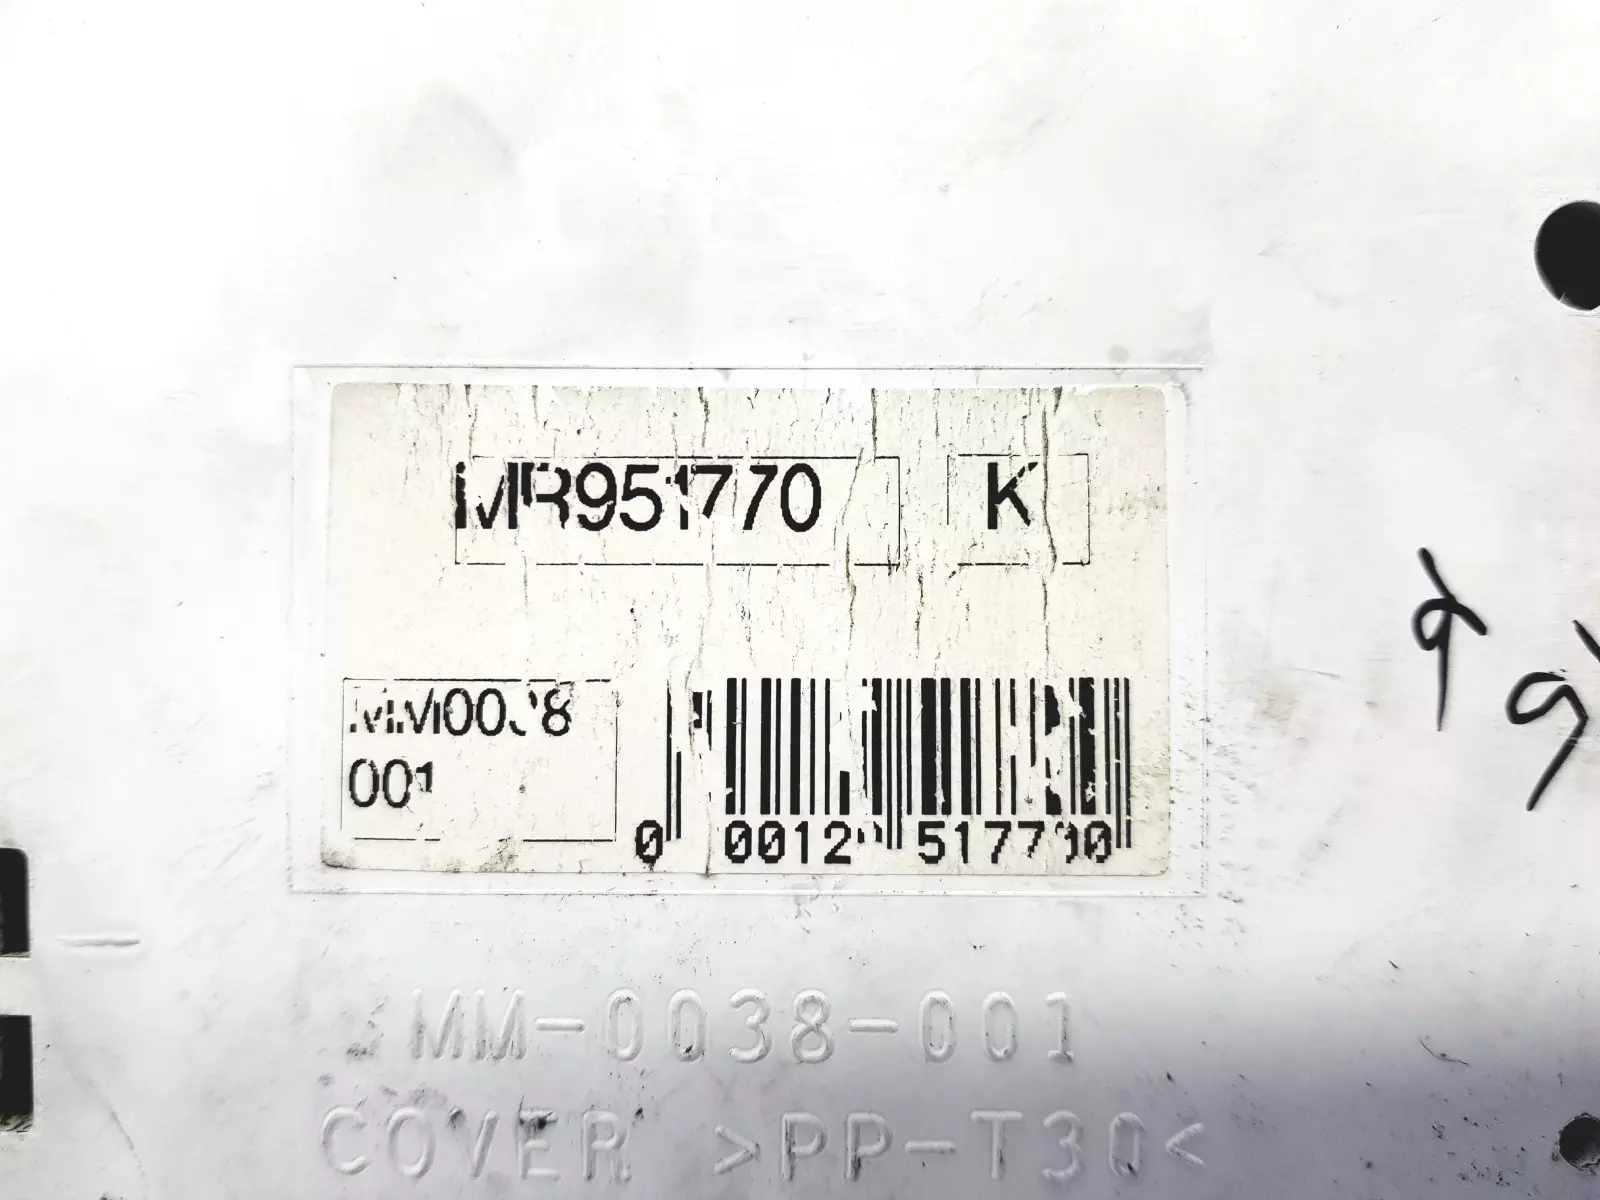 MR951770 K
MM0038
001
MM-0038-001
COVER >PP-T30<